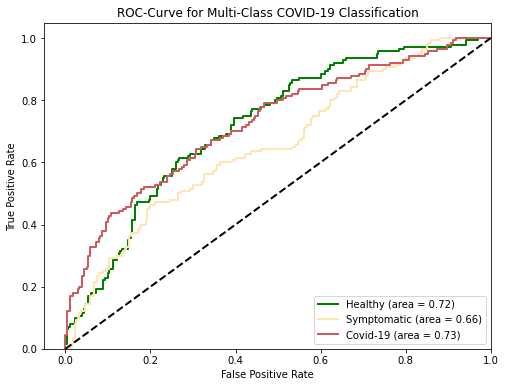 ROC-Curve for Multi-Class COVID-19 Classification
True Positive Rate
1.0
0.8
0.6
0.4
0.2
0.0
Healthy (area = 0.72)
Symptomatic (area = 0.66)
Covid-19 (area = 0.73)
0.0 0.2 0.4 0.6 0.8 1.0
False Positive Rate